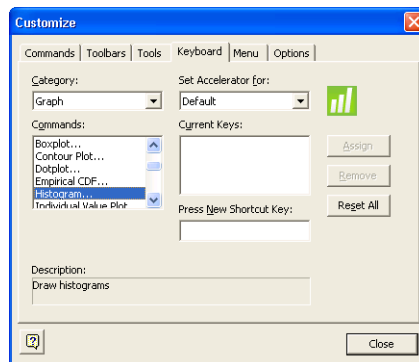 Customize
Commands Toolbars Tools Keyboard Menu Options
Category:
Graph
Set Accelerator for:
Default
Commands:
Boxplot...
Contour Plot...
Dotplot...
Empirical CDF...
Histogram...
Individual Value Plot
Current Keys:
Press New Shortcut Key:
Assign
Remove
Reset All
Description:
Draw histograms
?
Close